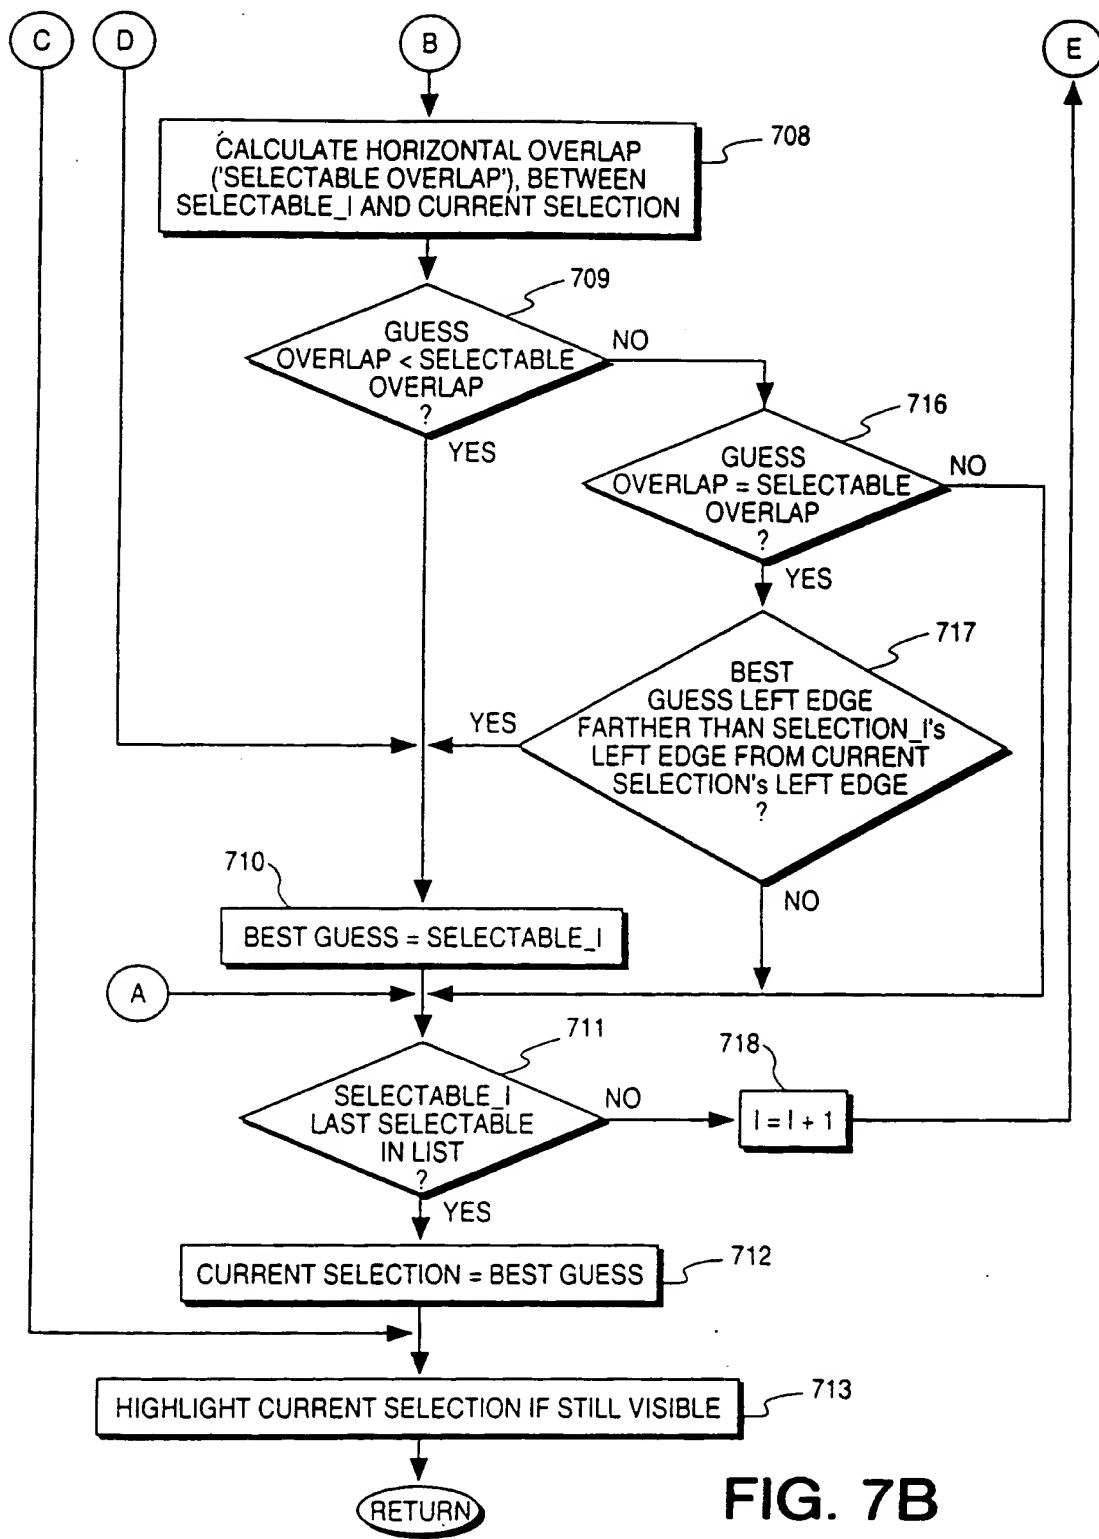 C
D
B
E
CALCULATE HORIZONTAL OVERLAP
('SELECTABLE OVERLAP'), BETWEEN
SELECTABLE_I AND CURRENT SELECTION
708
709
GUESS
OVERLAP < SELECTABLE
OVERLAP
?
NO
YES
716
GUESS
OVERLAP = SELECTABLE
OVERLAP
?
NO
YES
717
BEST
GUESS LEFT EDGE
FARTHER THAN SELECTION_I's
LEFT EDGE FROM CURRENT
SELECTION's LEFT EDGE
?
YES
NO
710
BEST GUESS = SELECTABLE_I
A
711
SELECTABLE_I
LAST SELECTABLE
IN LIST
?
NO
718
I = I + 1
YES
CURRENT SELECTION = BEST GUESS
712
HIGHLIGHT CURRENT SELECTION IF STILL VISIBLE
713
RETURN
FIG. 7B